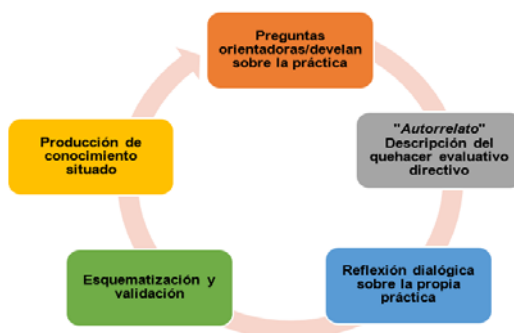 Preguntas
orientadoras/develan
sobre la práctica
"Autorrelato"
Descripción del
quehacer evaluativo
directivo
Reflexión dialógica
sobre la propia
práctica
Esquematización y
validación
Producción de
conocimiento
situado